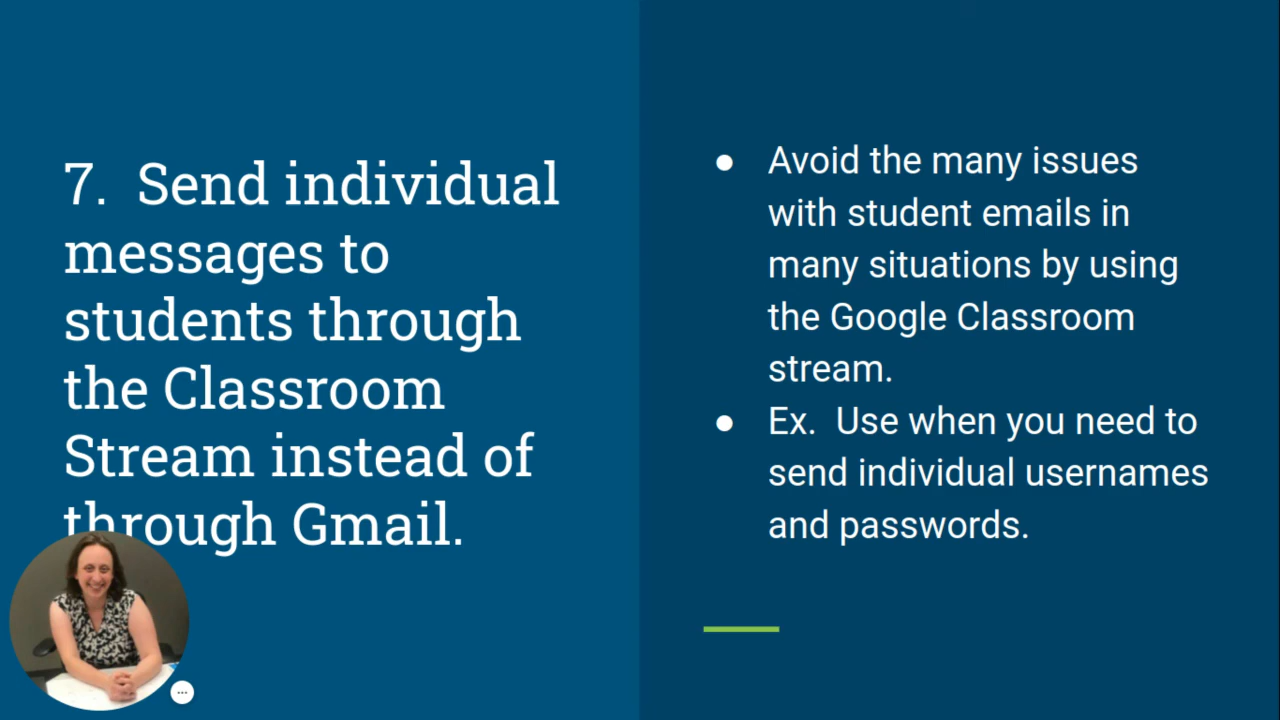 7.  Send individual
messages to
students through
the Classroom
Stream instead of
through Gmail.
● Avoid the many issues
with student emails in
many situations by using
the Google Classroom
stream.
● Ex.  Use when you need to
send individual usernames
and passwords.